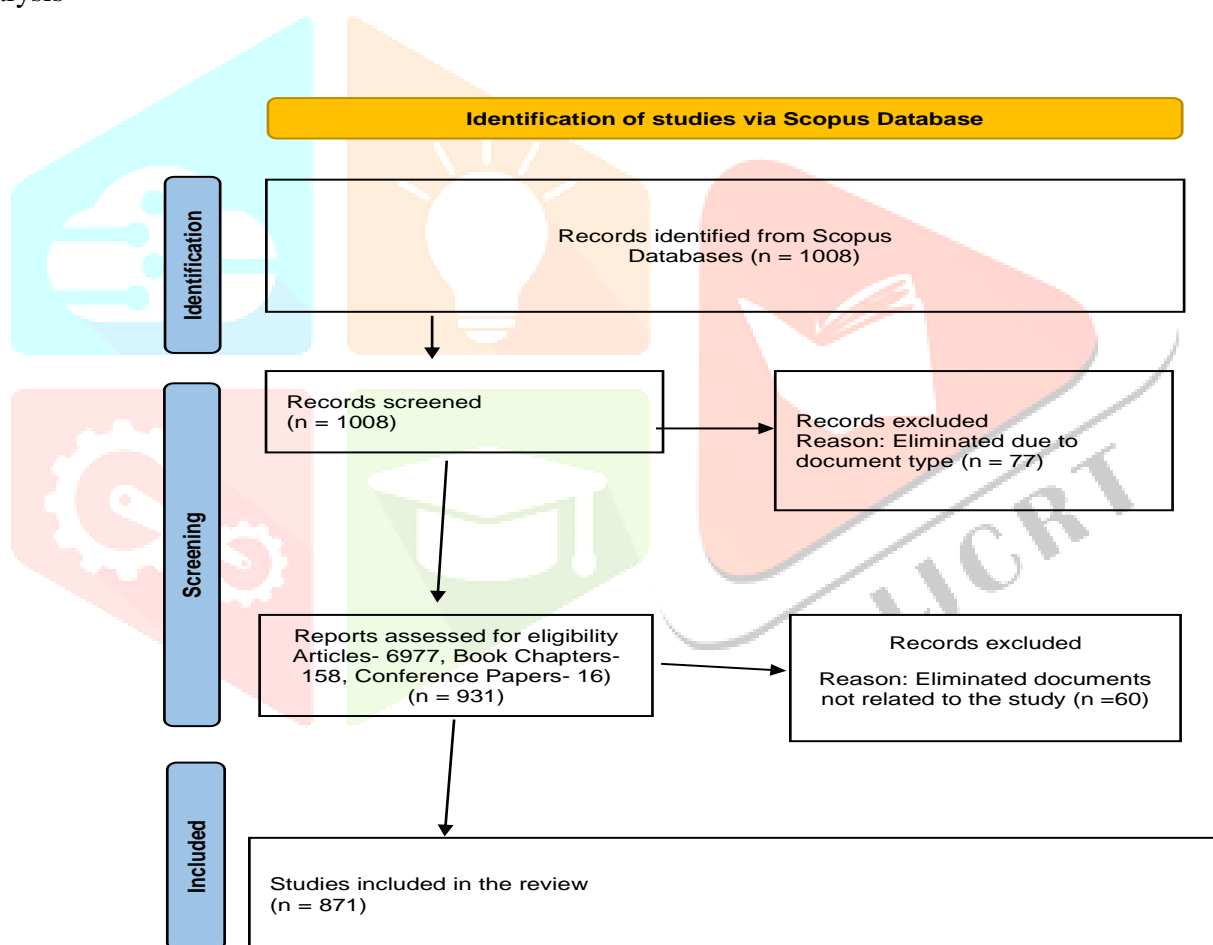 Identification of studies via Scopus Database
Identification
Records identified from Scopus
Databases (n = 1008)
Screening
Records screened
(n = 1008)
Records excluded
Reason: Eliminated due to
document type (n = 77)
Reports assessed for eligibility
Articles- 6977, Book Chapters-
158, Conference Papers- 16)
(n = 931)
Records excluded
Reason: Eliminated documents
not related to the study (n =60)
Included
Studies included in the review
(n = 871)
IJCRT